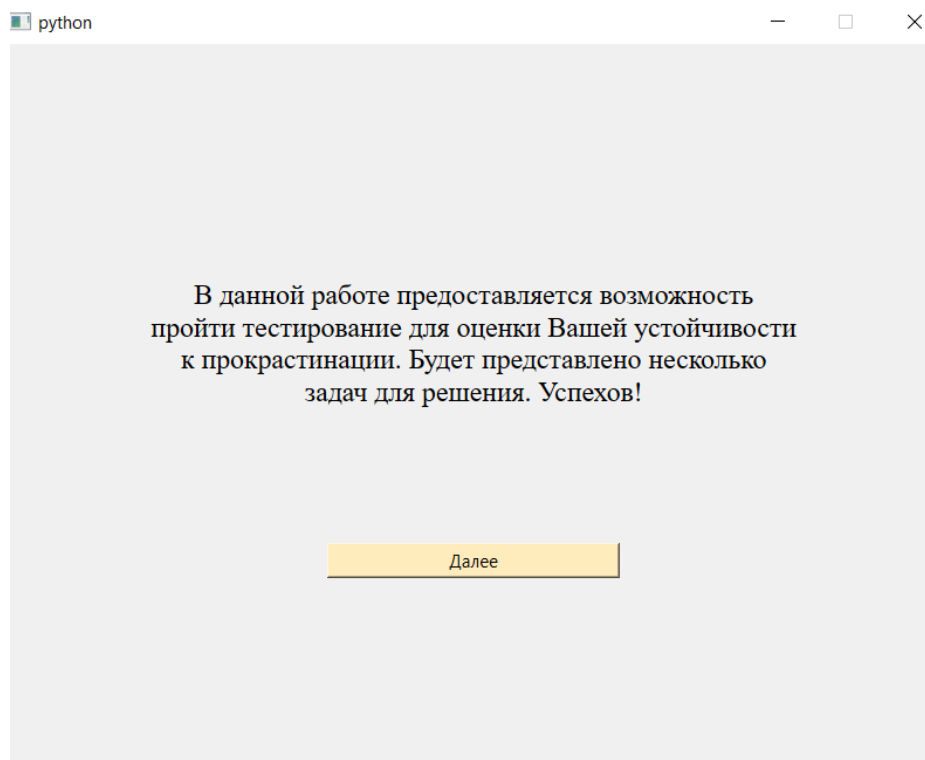 python
В данной работе предоставляется возможность
пройти тестирование для оценки Вашей устойчивости
к прокрастинации. Будет представлено несколько
задач для решения. Успехов!
Далее